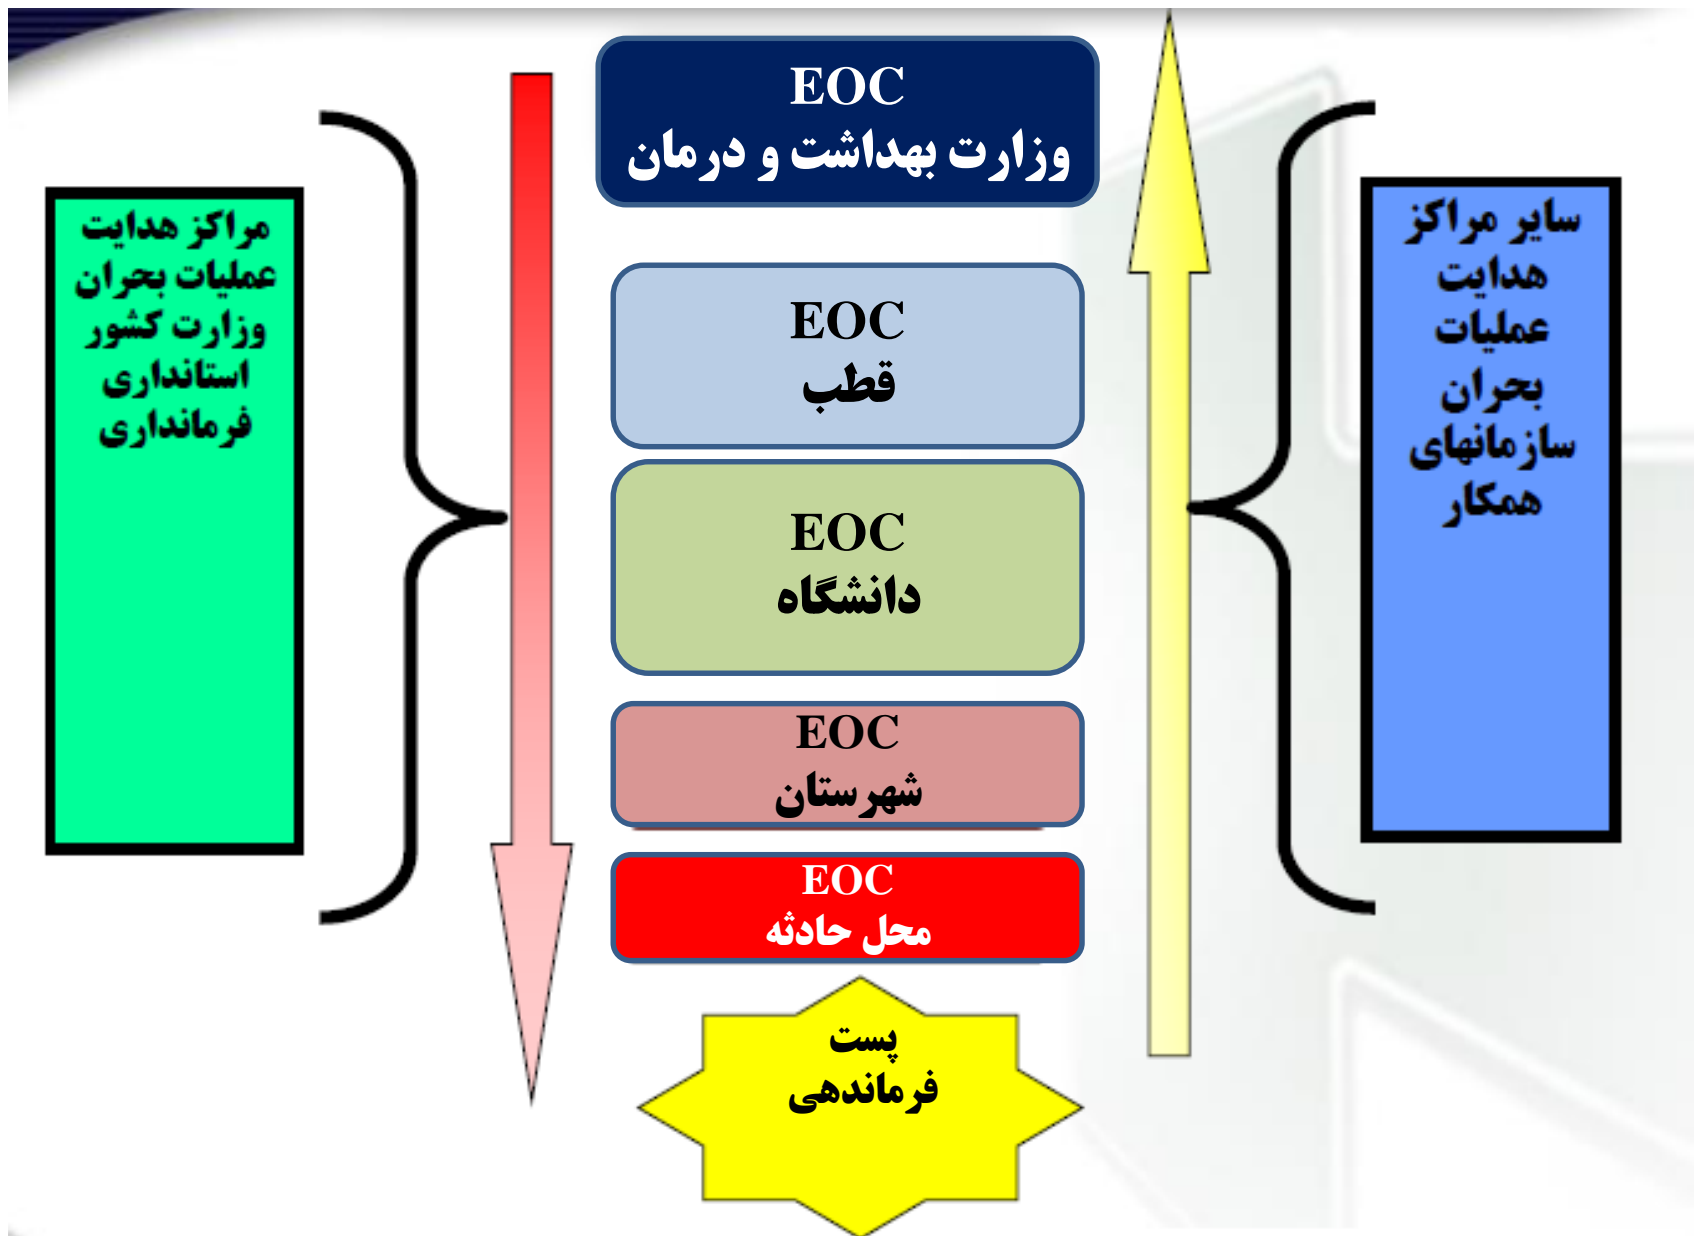 EOC
وزارت بهداشت و درمان
سایر مراکز
هدایت
عملیات
بحران
سازمانهای
همکار
EOC
قطب
EOC
دانشگاه
EOC
شهرستان
EOC
محل حادثه
پست
فرماندهی
مراکز هدایت
عملیات بحران
وزارت کشور
استانداری
فرمانداری